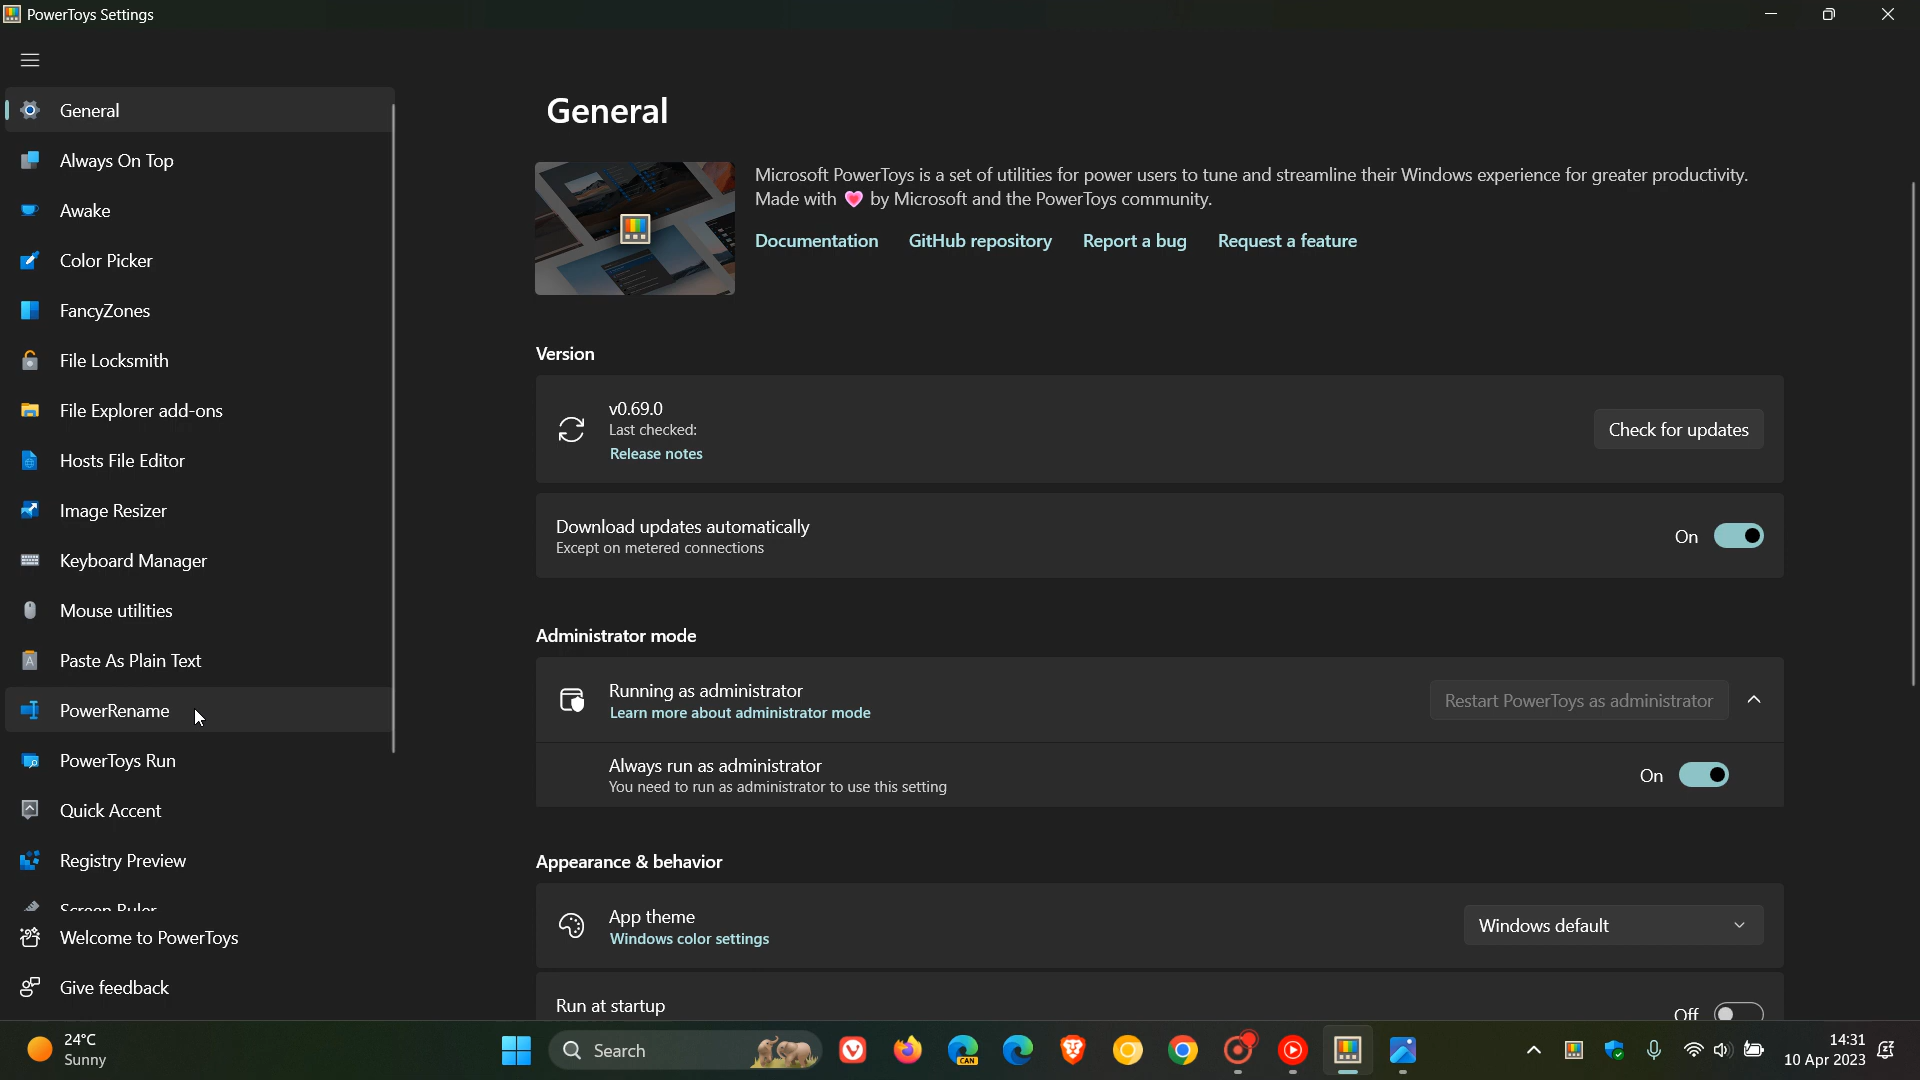 PowerToys Settings
General
Always On Top
Awake
Color Picker
FancyZones
File Locksmith
File Explorer add-ons
Hosts File Editor
Image Resizer
Keyboard Manager
Mouse utilities
Paste As Plain Text
PowerRename
PowerToys Run
Quick Accent
Registry Preview
Screen Ruler
Welcome to PowerToys
Give feedback
General
Microsoft PowerToys is a set of utilities for power users to tune and streamline their Windows experience for greater productivity.
Made with 💗 by Microsoft and the PowerToys community.
Documentation GitHub repository Report a bug Request a feature
Version
v0.69.0
Last checked:
Release notes
Check for updates
Download updates automatically
Except on metered connections
On
Administrator mode
Running as administrator
Learn more about administrator mode
Restart PowerToys as administrator
Always run as administrator
You need to run as administrator to use this setting
On
Appearance & behavior
App theme
Windows color settings
Windows default
Run at startup
Off
24°C
Sunny
Search
CAN
14:31
10 Apr 2023